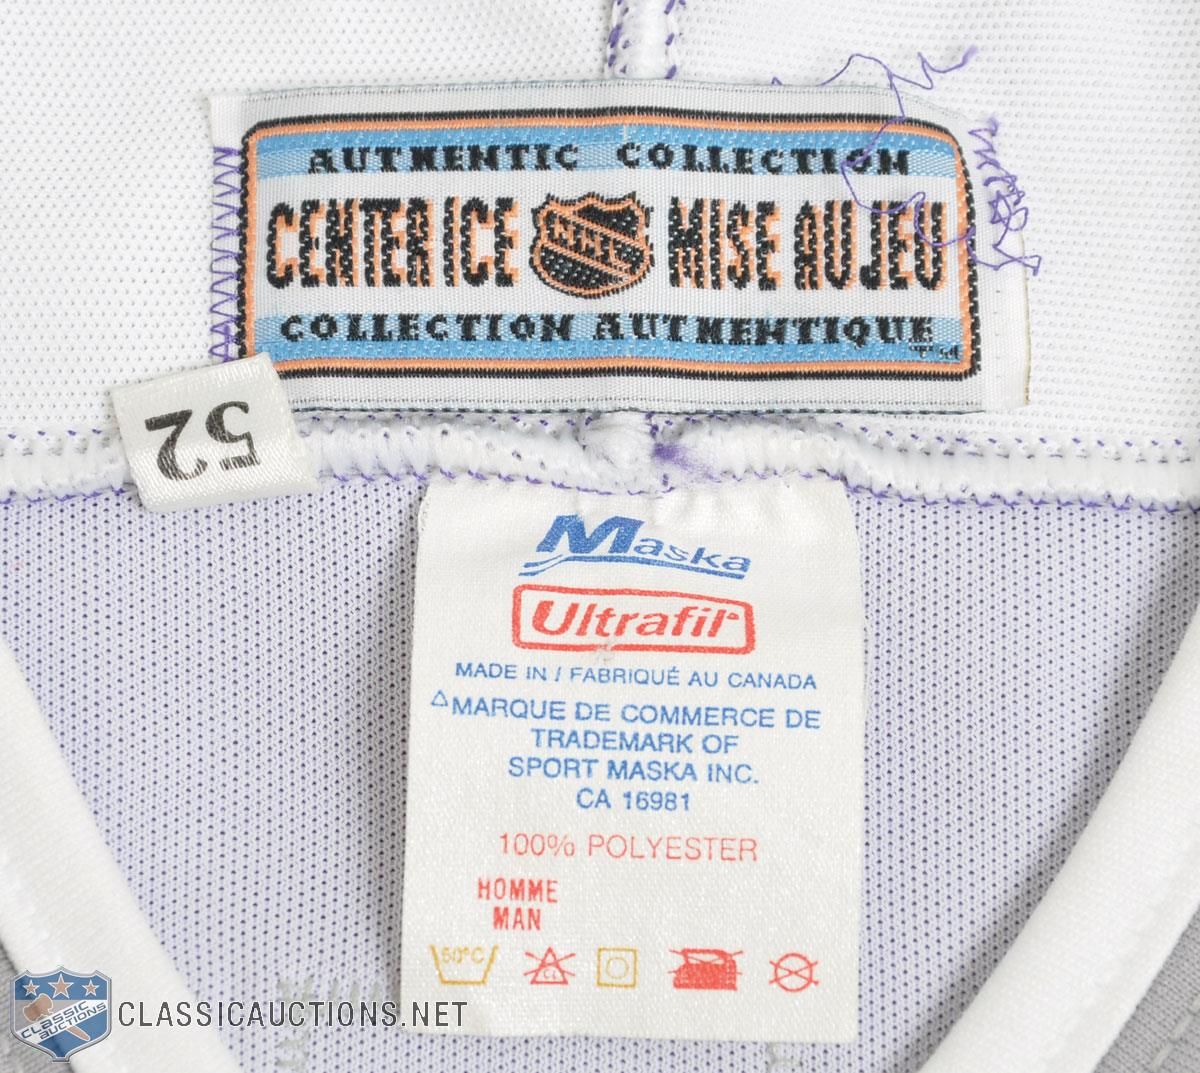 AUTHENTIC COLLECTION
CENTER ICE NHL MISE AU JEU
COLLECTION AUTHENTIQUE
52
Maska
Ultrafil
MADE IN / FABRIQUÉ AU CANADA
△MARQUE DE COMMERCE DE
TRADEMARK OF
SPORT MASKA INC.
CA 16981
100% POLYESTER
HOMME
MAN
50°C CL
CLASSIC AUCTIONS
CLASSICAUCTIONS.NET